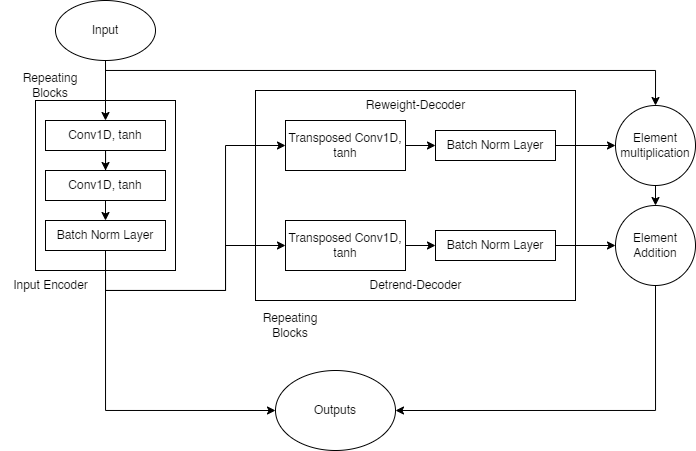 Input
Repeating
Blocks
Conv1D, tanh
Conv1D, tanh
Batch Norm Layer
Input Encoder
Reweight-Decoder
Transposed Conv1D,
tanh
Batch Norm Layer
Element
multiplication
Transposed Conv1D,
tanh
Batch Norm Layer
Element
Addition
Detrend-Decoder
Repeating
Blocks
Outputs